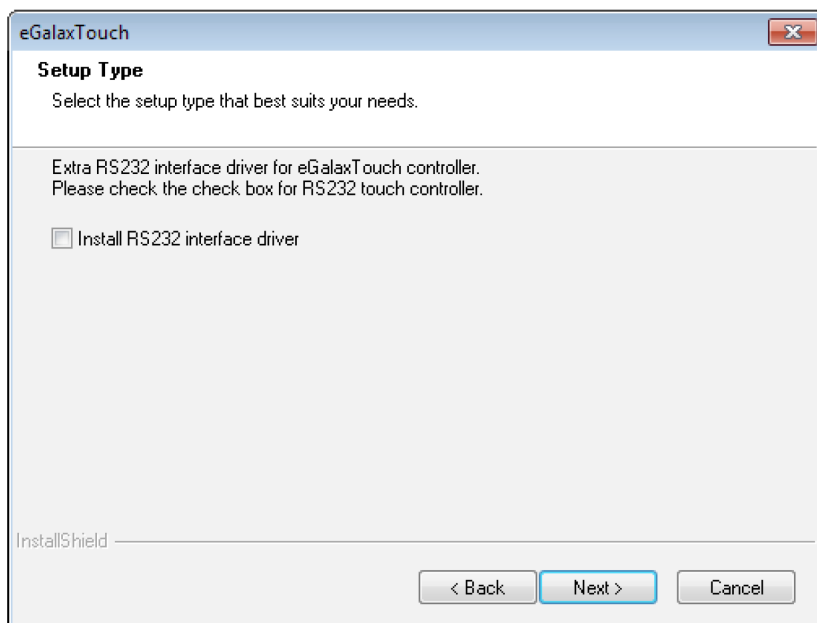 eGalaxTouch
Setup Type
Select the setup type that best suits your needs.
Extra RS232 interface driver for eGalaxTouch controller.
Please check the check box for RS232 touch controller.
Install RS232 interface driver
InstallShield
< Back
Next >
Cancel